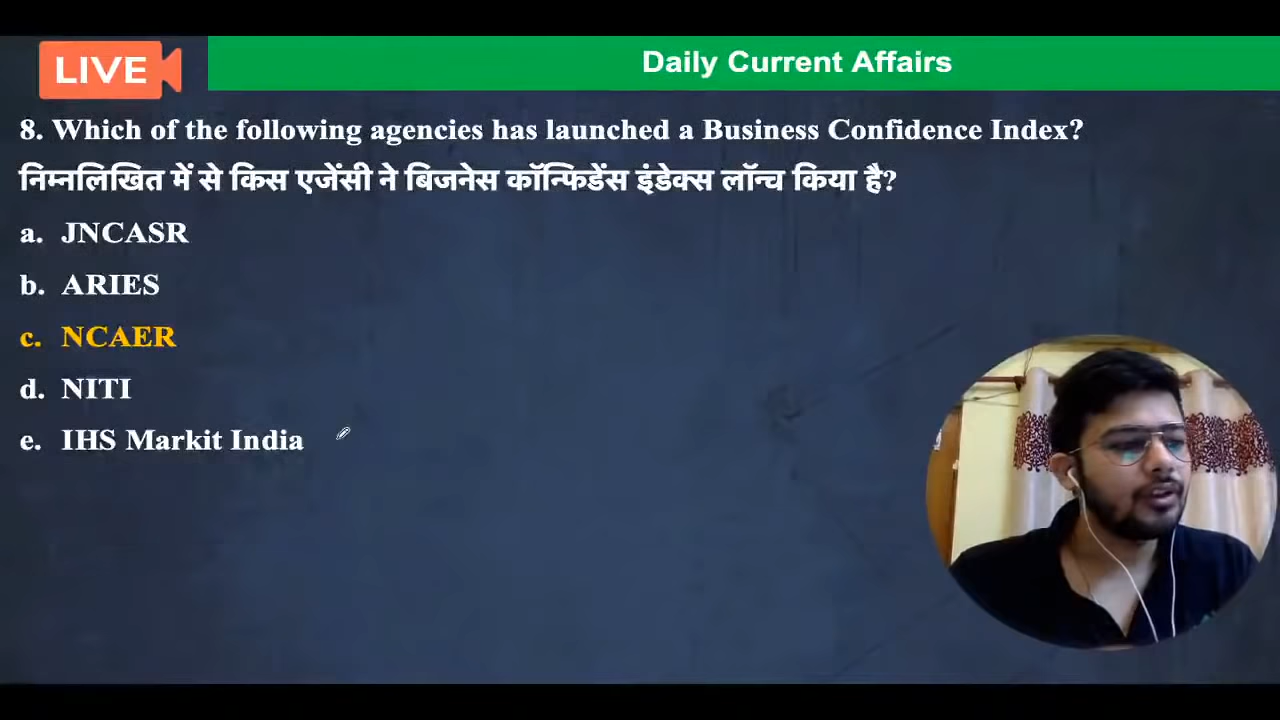 LIVE
Daily Current Affairs
8. Which of the following agencies has launched a Business Confidence Index?
निम्नलिखित में से किस एजेंसी ने बिजनेस कॉन्फिडेंस इंडेक्स लॉन्च किया है?
a. JNCASR
b. ARIES
c. NCAER
d. NITI
e. IHS Markit India